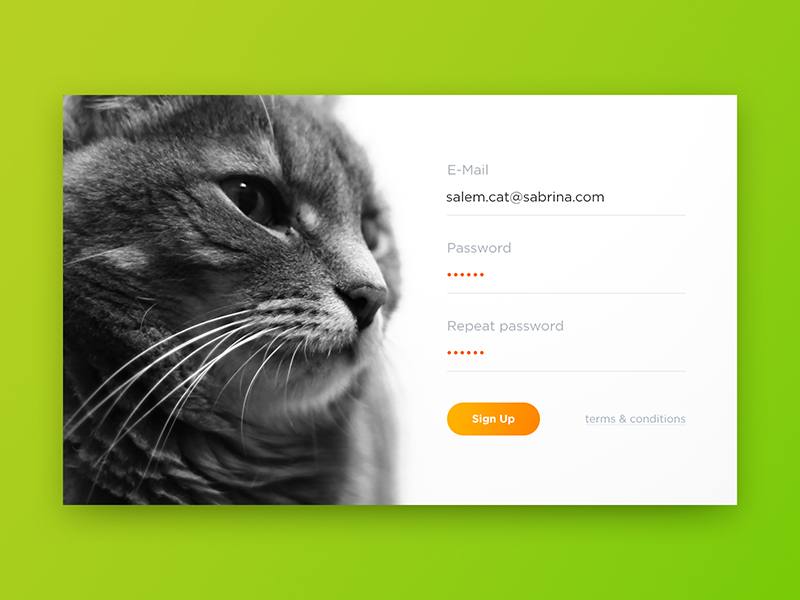 E-Mail
salem.cat@sabrina.com
Password
••••••
Repeat password
••••••
Sign Up
terms & conditions